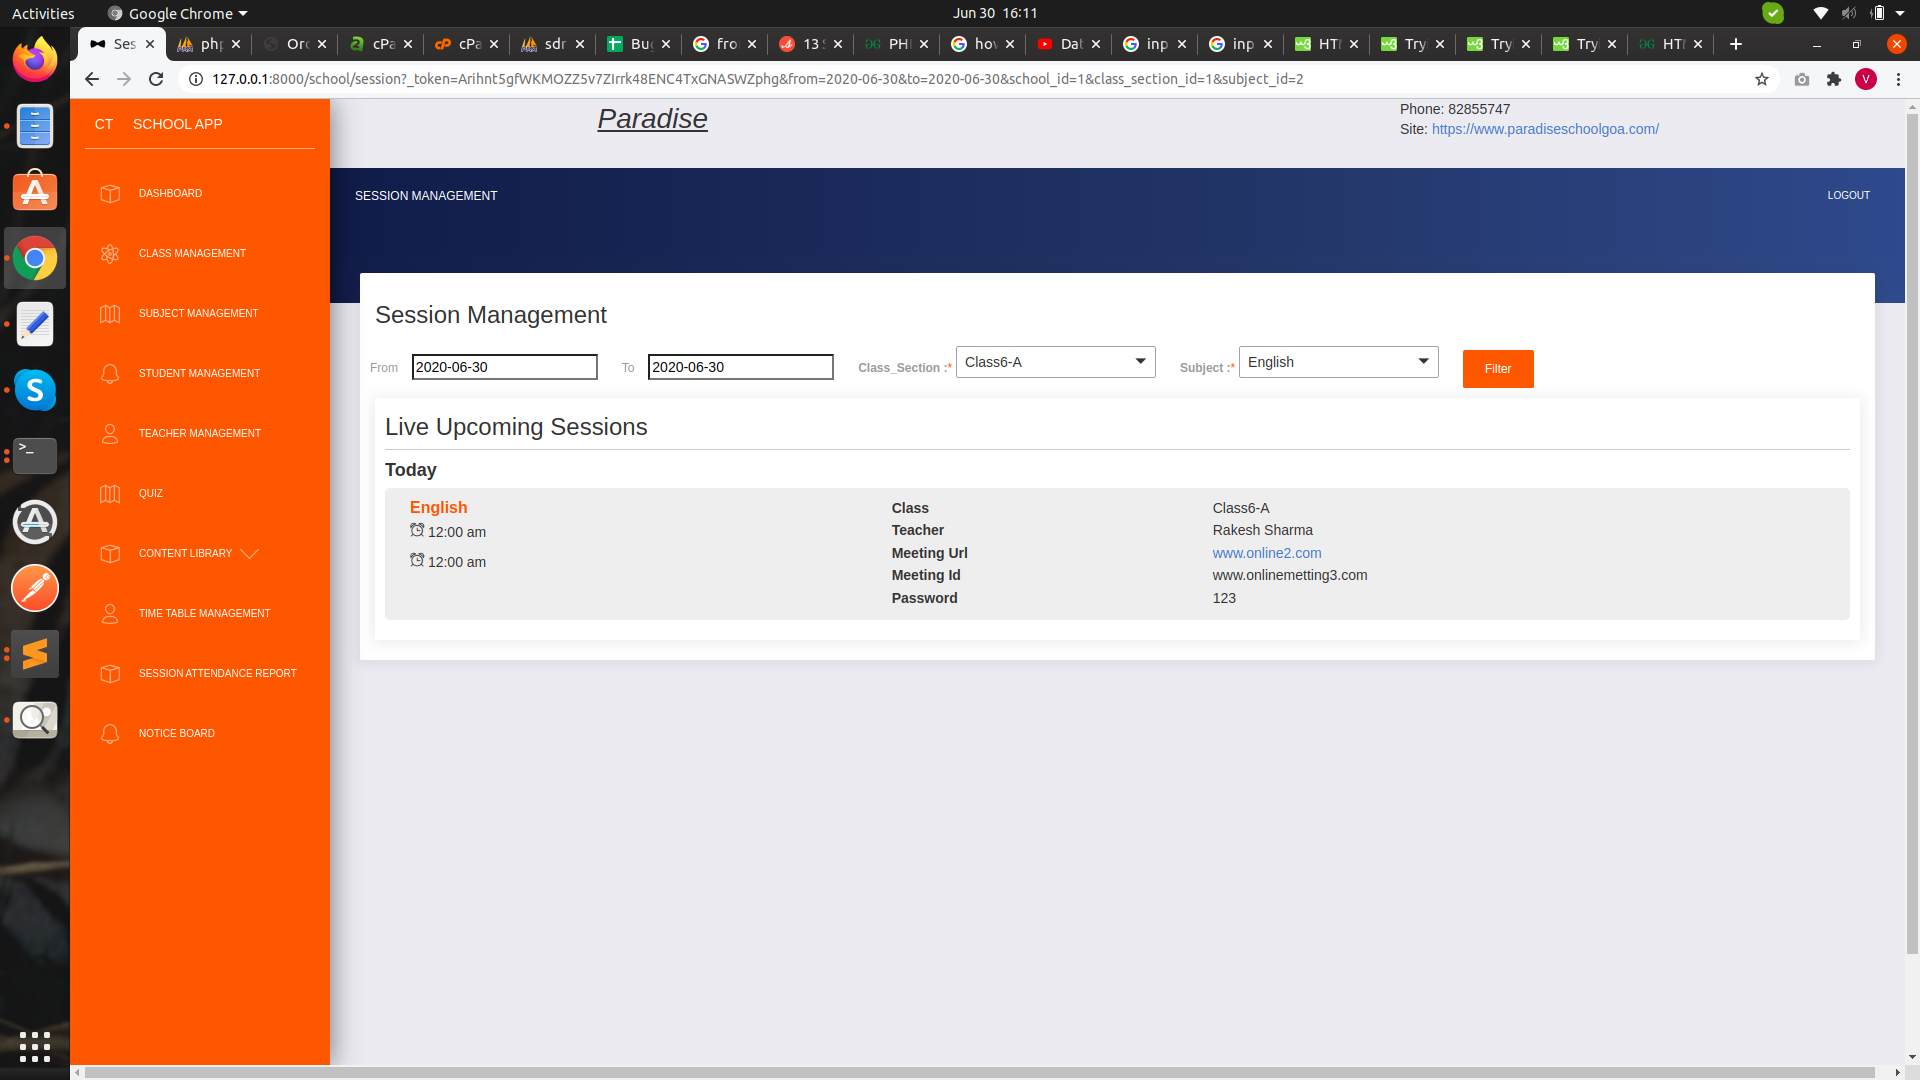 Activities
Google Chrome
Jun 30 16:11
Ses
php
Orc
cPa
cPa
sdr
Bug
fro
13 S
PHP
hov
Dat
inp
inp
HTI
Try
Try
Try
HTI
127.0.0.1:8000/school/session?_token=Arihnt5gfWKMOZZ5v7ZIrrk48ENC4TxGNASWZphg&from=2020-06-30&to=2020-06-30&school_id=1&class_section_id=1&subject_id=2
V
CT SCHOOL APP
Paradise
Phone: 82855747
Site: https://www.paradiseschoolgoa.com/
SESSION MANAGEMENT
LOGOUT
DASHBOARD
CLASS MANAGEMENT
SUBJECT MANAGEMENT
STUDENT MANAGEMENT
TEACHER MANAGEMENT
QUIZ
CONTENT LIBRARY
TIME TABLE MANAGEMENT
SESSION ATTENDANCE REPORT
NOTICE BOARD
Session Management
From 2020-06-30 To 2020-06-30 Class_Section :* Class6-A Subject :* English Filter
Live Upcoming Sessions
Today
English
12:00 am
12:00 am
Class Class6-A
Teacher Rakesh Sharma
Meeting Url www.online2.com
Meeting Id www.onlinemetting3.com
Password 123